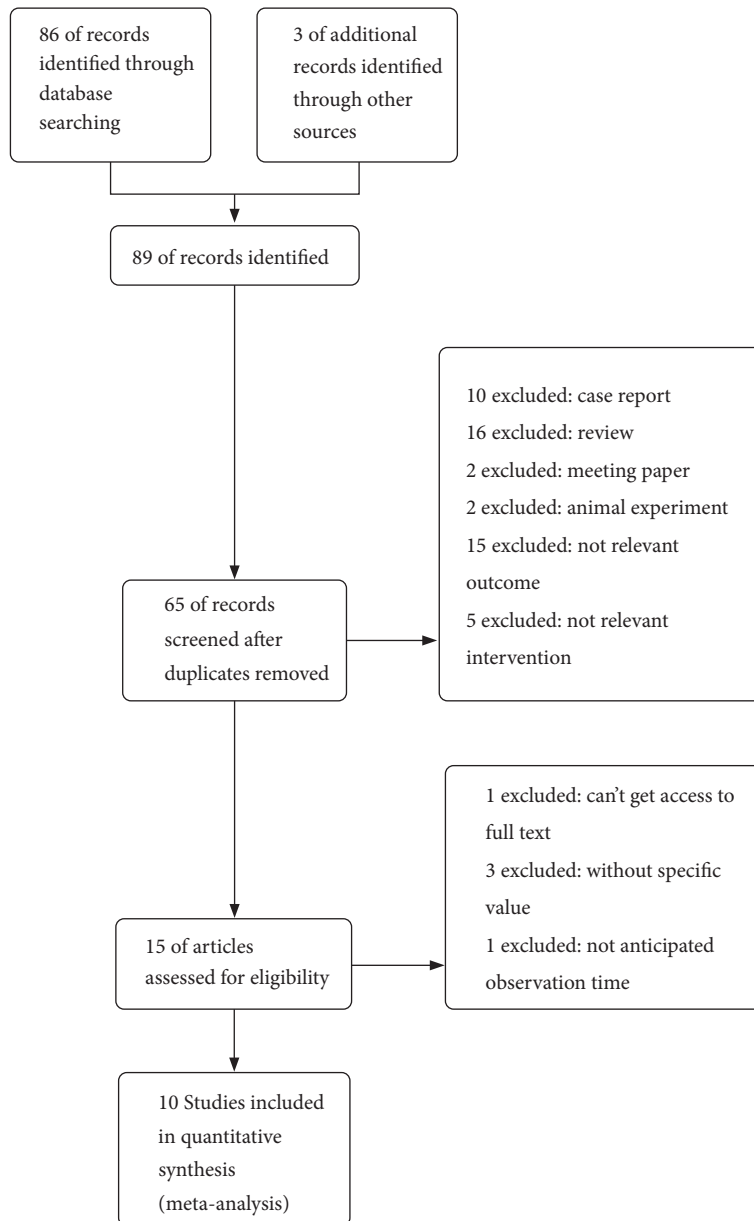 86 of records
identified through
database
searching
3 of additional
records identified
through other
sources
89 of records identified
10 excluded: case report
16 excluded: review
2 excluded: meeting paper
2 excluded: animal experiment
15 excluded: not relevant
outcome
5 excluded: not relevant
intervention
65 of records
screened after
duplicates removed
1 excluded: can't get access to
full text
3 excluded: without specific
value
1 excluded: not anticipated
observation time
15 of articles
assessed for eligibility
10 Studies included
in quantitative
synthesis
(meta-analysis)